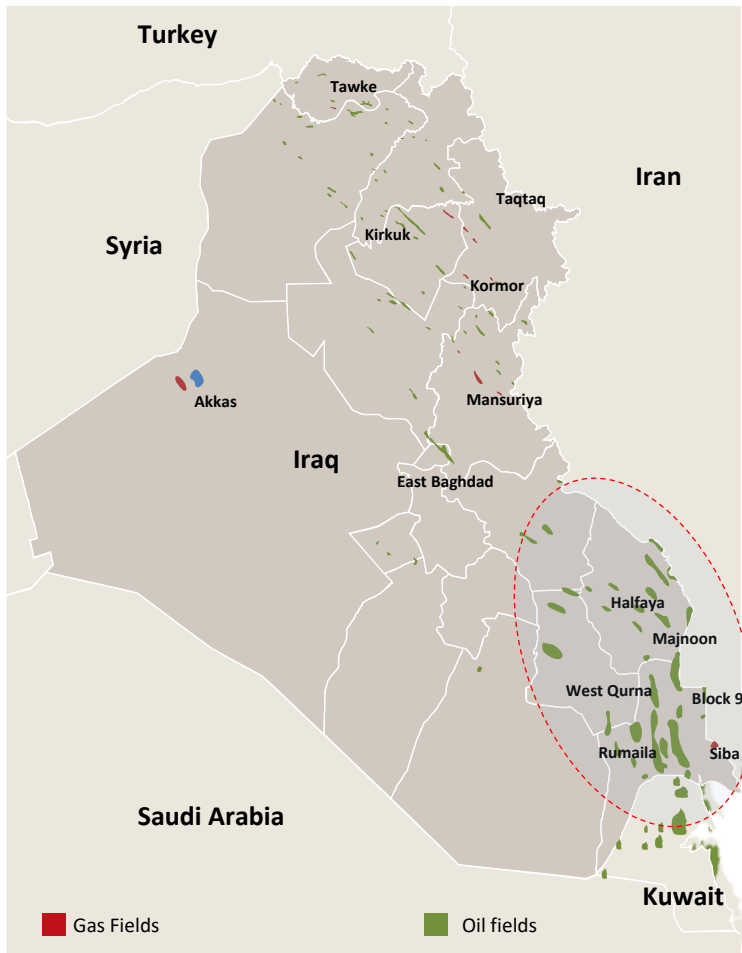 Turkey
Tawke
Iran
Taqtaq
Syria
Kirkuk
Kormor
Akkas
Mansuriya
Iraq
East Baghdad
Halfaya
Majnoon
West Qurna
Block 9
Rumaila
Siba
Saudi Arabia
Kuwait
Gas Fields
Oil fields